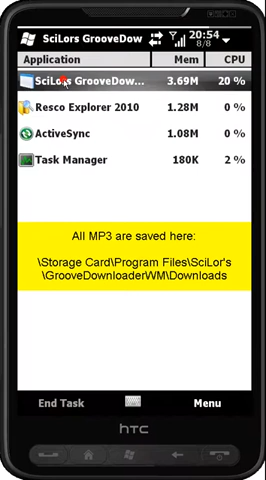 SciLors GrooveDow 20:54
8/8
Application Mem CPU
SciLors GrooveDow... 3.69M 20 %
Resco Explorer 2010 1.28M 0 %
ActiveSync 1.08M 0 %
Task Manager 180K 2 %
All MP3 are saved here:
\Storage Card\Program Files\SciLor's
\GrooveDownloaderWM\Downloads
End Task Menu
hTC